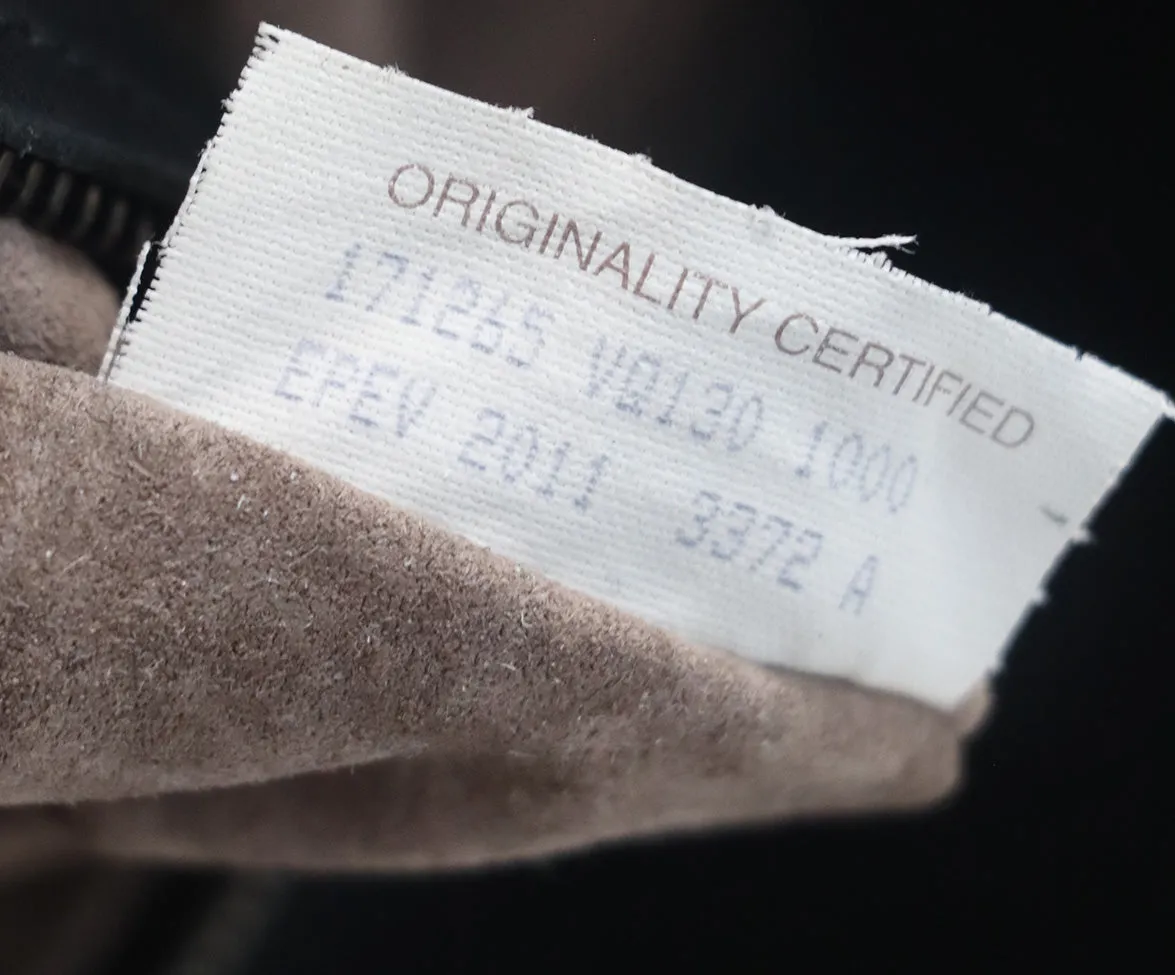 ORIGINALITY CERTIFIED
171265 VQ130 1000
EPEV 2011 3372 A